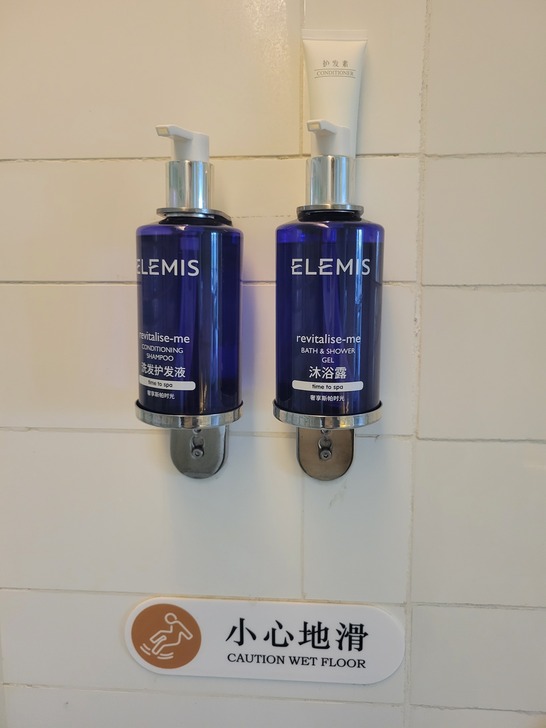 护发素
CONDITIONER
ELEMIS
revitalise-me
CONDITIONING
SHAMPOO
洗发护发液
time to spa
奢享斯帕时光
ELEMIS
revitalise-me
BATH & SHOWER
GEL
沐浴露
time to spa
奢享斯帕时光
小心地滑
CAUTION WET FLOOR